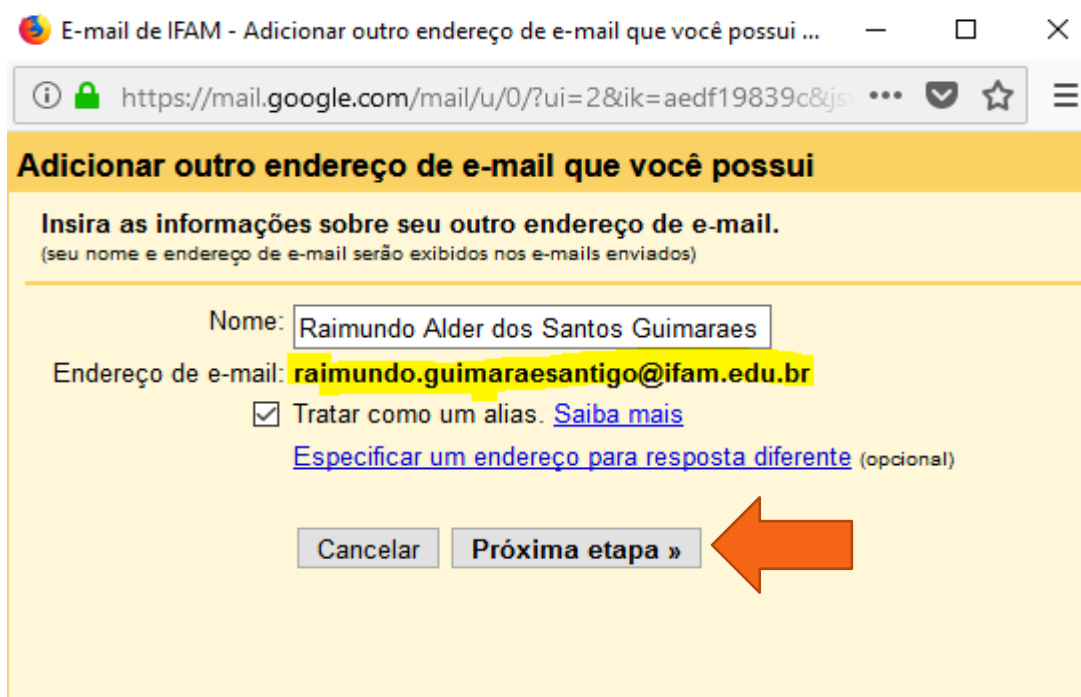 E-mail de IFAM - Adicionar outro endereço de e-mail que você possui ...
https://mail.google.com/mail/u/0/?ui=2&ik=aedf19839c&js
Adicionar outro endereço de e-mail que você possui
Insira as informações sobre seu outro endereço de e-mail.
(seu nome e endereço de e-mail serão exibidos nos e-mails enviados)
Nome: Raimundo Alder dos Santos Guimaraes
Endereço de e-mail: raimundo.guimaraesantigo@ifam.edu.br
Tratar como um alias. Saiba mais
Especificar um endereço para resposta diferente (opcional)
Cancelar Próxima etapa »